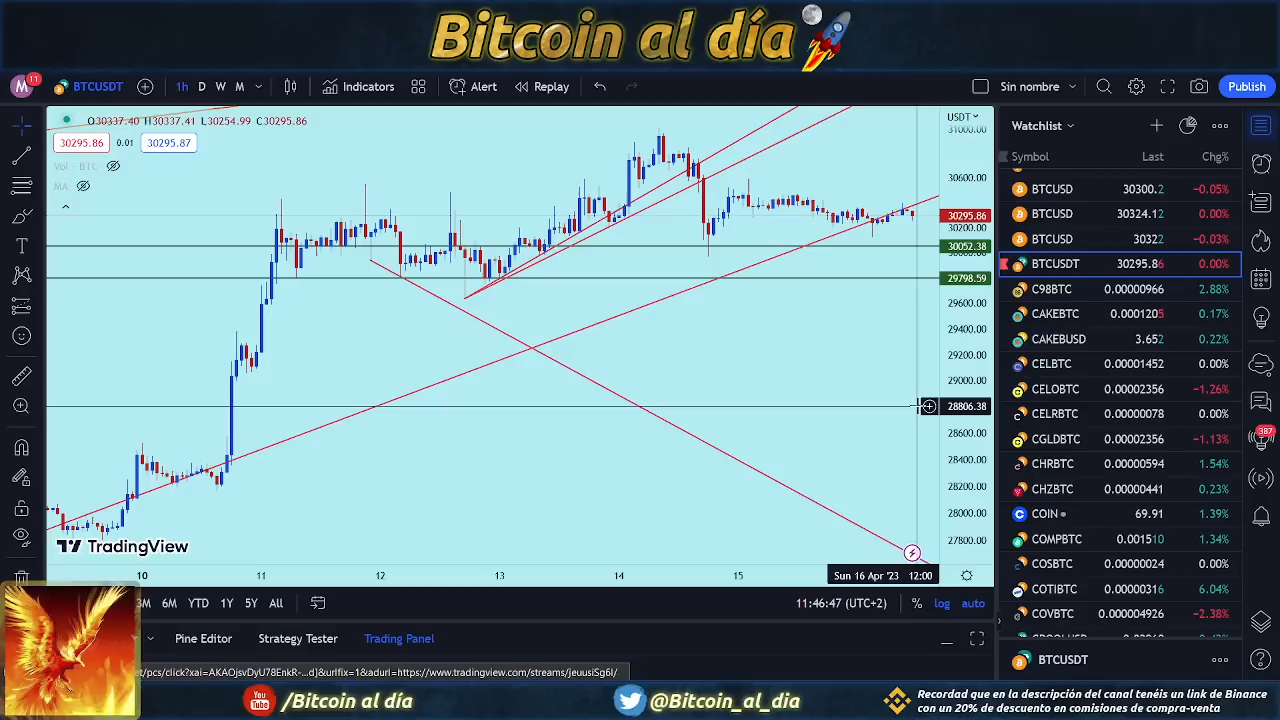 Bitcoin al día
M 11 BTCUSDT 1h D W M Indicators Alert Replay Sin nombre Publish
O30337.40 H30337.41 L30254.99 C30295.86
30295.86 0.01 30295.87
Vol - BTC
MA
USDT
31000.00
30600.00
30295.86
30200.00
30052.38
30000.00
29798.59
29600.00
29400.00
29200.00
29000.00
28806.38
28600.00
28400.00
28200.00
28000.00
27800.00
TradingView
10 11 12 13 14 15 Sun 16 Apr '23 12:00
3M 6M YTD 1Y 5Y All 11:46:47 (UTC+2) % log auto
Pine Editor Strategy Tester Trading Panel
Watchlist
Symbol Last Chg%
BTCUSD 30300.2 −0.05%
BTCUSD 30324.12 0.00%
BTCUSD 30322 −0.03%
BTCUSDT 30295.86 0.00%
C98BTC 0.00000966 2.88%
CAKEBTC 0.0001205 0.17%
CAKEBUSD 3.652 0.22%
CELBTC 0.00001452 0.00%
CELOBTC 0.00002356 −1.26%
CELRBTC 0.00000078 0.00%
CGLDBTC 0.00002356 −1.13%
CHRBTC 0.00000594 1.54%
CHZBTC 0.00000441 0.23%
COIN 69.91 1.39%
COMPBTC 0.001510 1.34%
COSBTC 0.00000024 0.00%
COTIBTC 0.00000316 6.04%
COVBTC 0.000004926 −2.38%
BTCUSDT
387
You Tube /Bitcoin al día
@Bitcoin_al_dia
Recordad que en la descripción del canal tenéis un link de Binance
con un 20% de descuento en comisiones de compra-venta